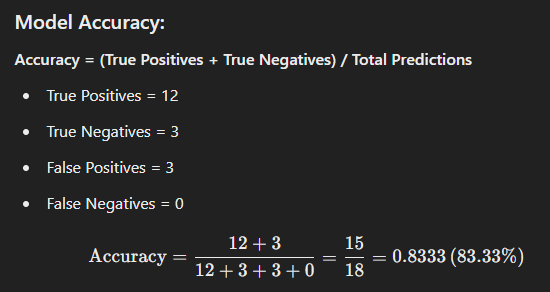 Model Accuracy:
Accuracy = (True Positives + True Negatives) / Total Predictions
• True Positives = 12
• True Negatives = 3
• False Positives = 3
• False Negatives = 0
Accuracy = \frac{12 + 3}{12 + 3 + 3 + 0} = \frac{15}{18} = 0.8333 (83.33%)